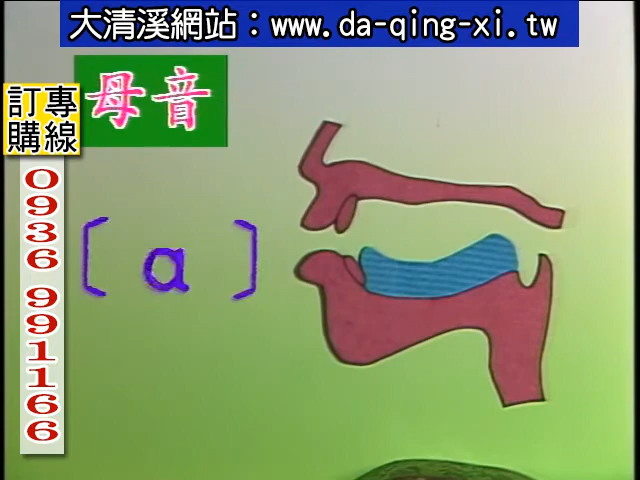 大清溪網站：www.da-qing-xi.tw
母音
專線
訂購
0936 991166
〔 a 〕